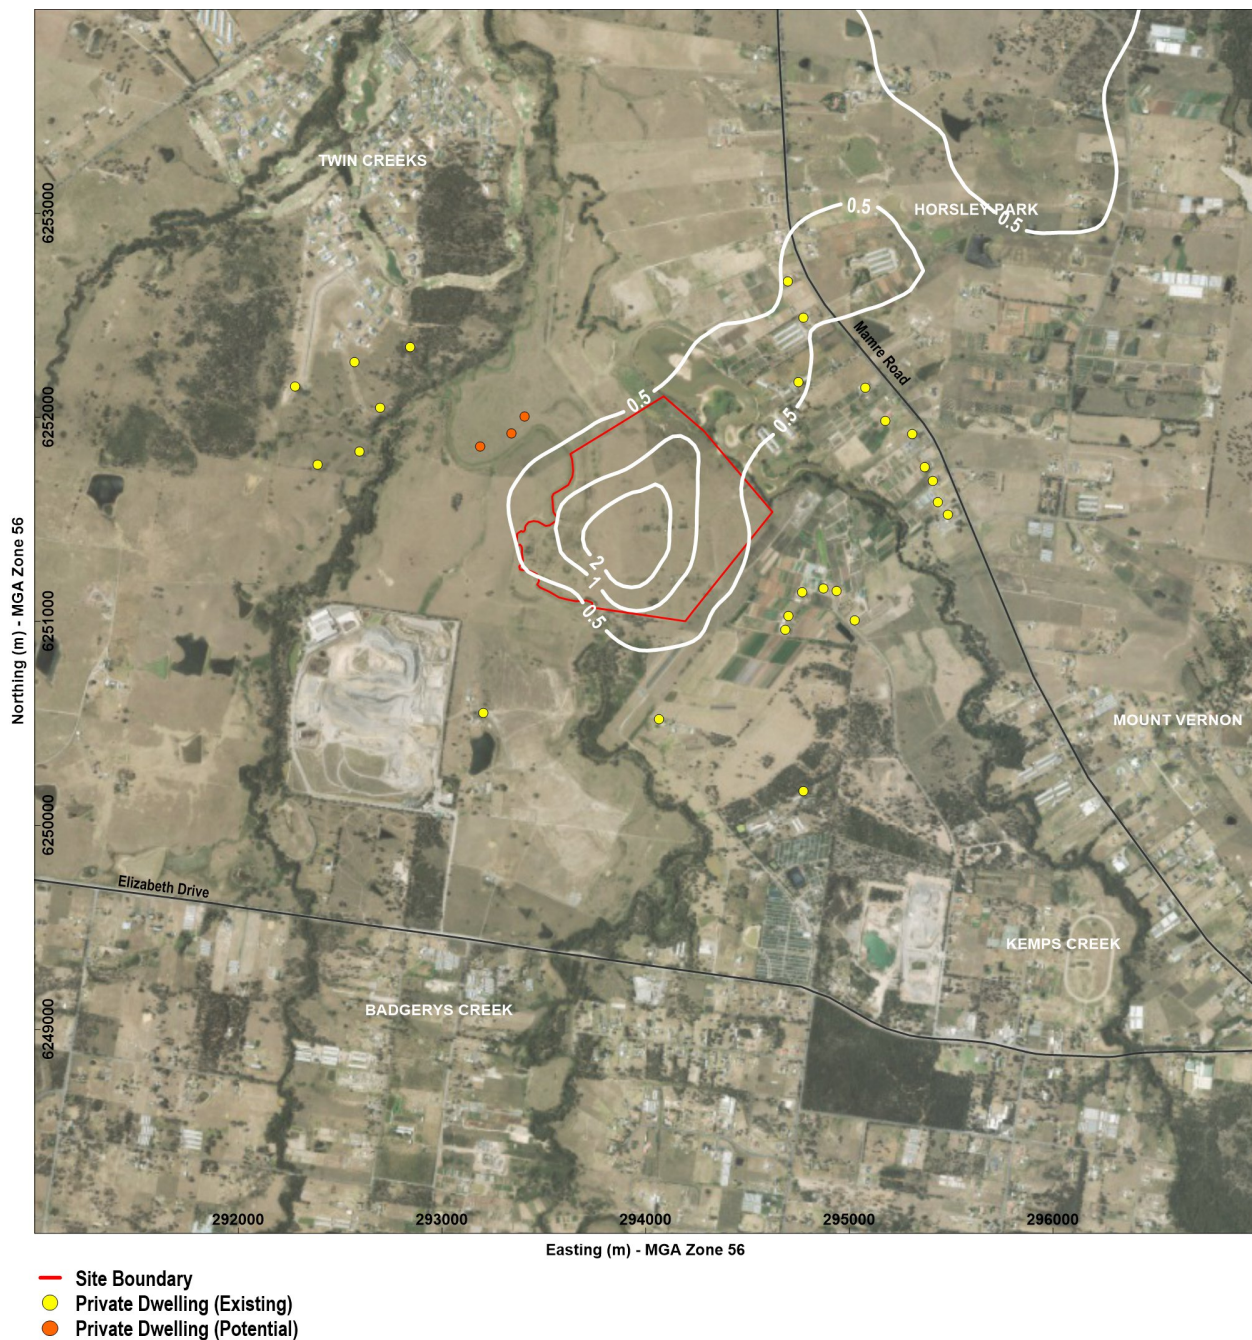 TWIN CREEKS
0.5
HORSLEY PARK
0.5
6253000
Mamre Road
0.5
0.5
6252000
2
1
0.5
6251000
Northing (m) - MGA Zone 56
MOUNT VERNON
6250000
Elizabeth Drive
KEMPS CREEK
BADGERYS CREEK
6249000
292000
293000
294000
295000
296000
Easting (m) - MGA Zone 56
Site Boundary
Private Dwelling (Existing)
Private Dwelling (Potential)